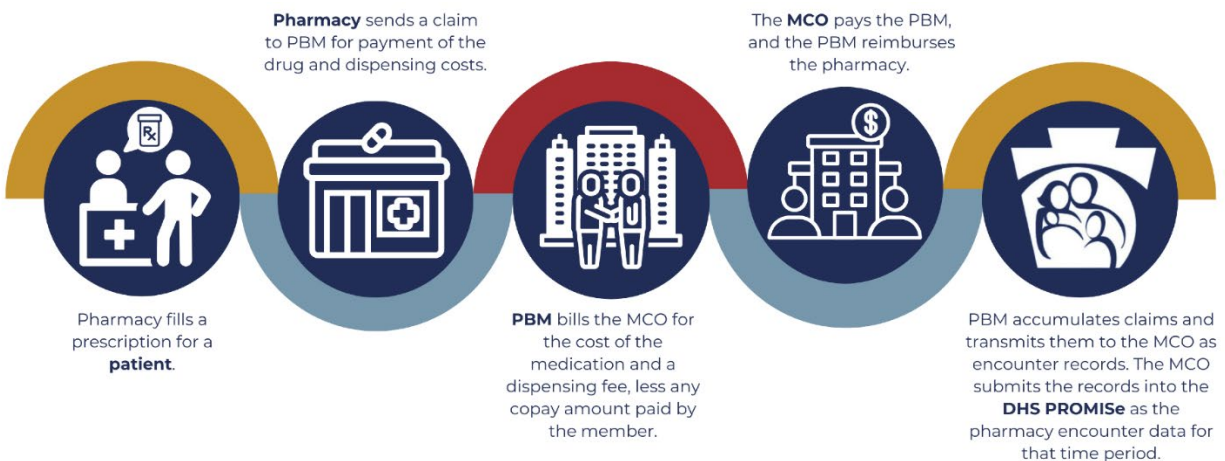 Pharmacy fills a
prescription for a
patient.
Pharmacy sends a claim
to PBM for payment of the
drug and dispensing costs.
PBM bills the MCO for
the cost of the
medication and a
dispensing fee, less any
copay amount paid by
the member.
The MCO pays the PBM,
and the PBM reimburses
the pharmacy.
PBM accumulates claims and
transmits them to the MCO as
encounter records. The MCO
submits the records into the
DHS PROMISe as the
pharmacy encounter data for
that time period.
Rx
$